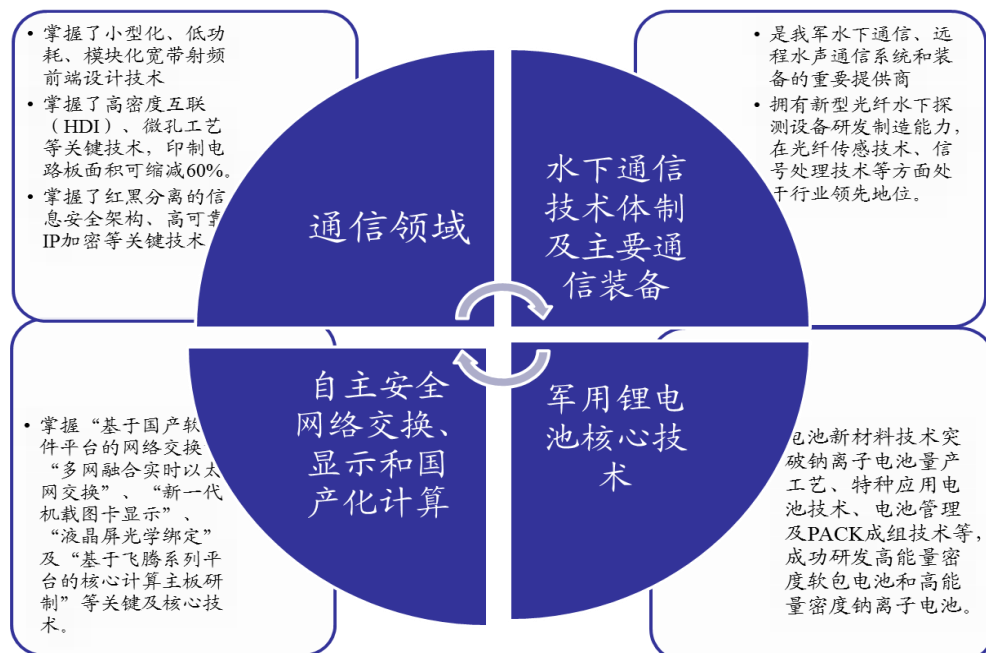 • 掌握了小型化、低功
耗、模块化宽带射频
前端设计技术
• 掌握了高密度互联
（HDI）、微孔工艺
等关键技术，印制电
路板面积可缩减60%。
• 掌握了红黑分离的信
息安全架构、高可靠
IP加密等关键技术
通信领域
水下通信
技术体制
及主要通
信装备
• 是我军水下通信、远
程水声通信系统和装
备的重要提供商
• 拥有新型光纤水下探
测设备研发制造能力，
在光纤传感技术、信
号处理技术等方面处
于行业领先地位。
• 掌握“基于国产软
件平台的网络交换”
“多网融合实时以太
网交换”、“新一代
机载图卡显示”、
“液晶屏光学绑定”
及“基于飞腾系列平
台的核心计算主板研
制”等关键及核心技
术。
自主安全
网络交换、
显示和国
产化计算
军用锂电
池核心技
术
电池新材料技术突
破钠离子电池量产
工艺、特种应用电
池技术、电池管理
及PACK成组技术等，
成功研发高能量密
度软包电池和高能
量密度钠离子电池。